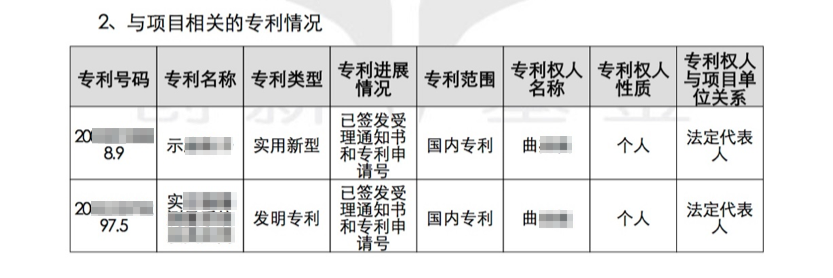 2、与项目相关的专利情况
专利号码 专利名称 专利类型 专利进展情况 专利范围 专利权人名称 专利权人性质 专利权人与项目单位关系
20 8.9 示 实用新型 已签发受理通知书和专利申请号 国内专利 曲 个人 法定代表人
20 97.5 实 发明专利 已签发受理通知书和专利申请号 国内专利 曲 个人 法定代表人